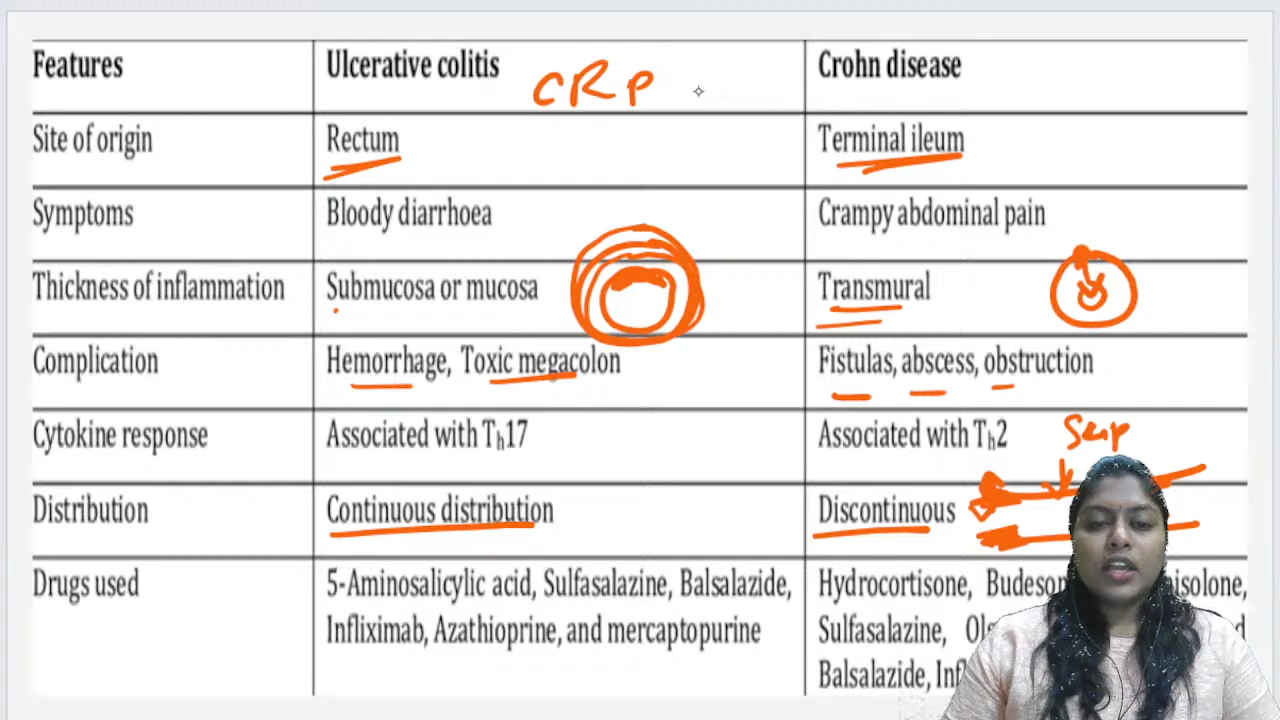 Features Ulcerative colitis Crohn disease
CRP
Site of origin Rectum Terminal ileum
Symptoms Bloody diarrhoea Crampy abdominal pain
Thickness of inflammation Submucosa or mucosa Transmural
Complication Hemorrhage, Toxic megacolon Fistulas, abscess, obstruction
Cytokine response Associated with Th17 Associated with Th2
Distribution Continuous distribution Discontinuous
Drugs used 5-Aminosalicylic acid, Sulfasalazine, Balsalazide, Hydrocortisone,
Infliximab, Azathioprine, and mercaptopurine Sulfasalazine,
Balsalazide,